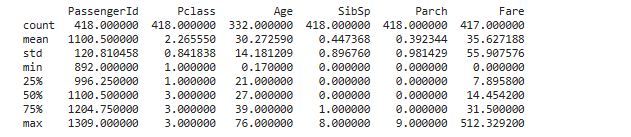 PassengerId Pclass Age SibSp Parch Fare
count 418.000000 418.000000 332.000000 418.000000 418.000000 417.000000
mean 1100.500000 2.265550 30.272590 0.447368 0.392344 35.627188
std 120.810458 0.841838 14.181209 0.896760 0.981429 55.907576
min 892.000000 1.000000 0.170000 0.000000 0.000000 0.000000
25% 996.250000 1.000000 21.000000 0.000000 0.000000 7.895800
50% 1100.500000 3.000000 27.000000 0.000000 0.000000 14.454200
75% 1204.750000 3.000000 39.000000 1.000000 0.000000 31.500000
max 1309.000000 3.000000 76.000000 8.000000 9.000000 512.329200